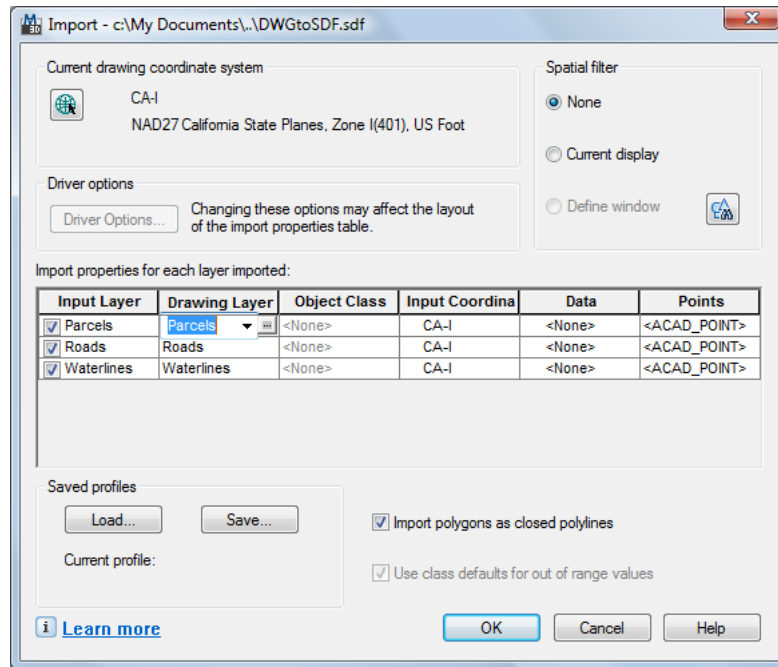 Import - c:\My Documents\..\DWGtoSDF.sdf
Current drawing coordinate system
CA-I
NAD27 California State Planes, Zone I(401), US Foot
Spatial filter
None
Current display
Define window
Driver options
Driver Options...
Changing these options may affect the layout
of the import properties table.
Import properties for each layer imported:
Input Layer Drawing Layer Object Class Input Coordina Data Points
Parcels Parcels <None> CA-I <None> <ACAD_POINT>
Roads Roads <None> CA-I <None> <ACAD_POINT>
Waterlines Waterlines <None> CA-I <None> <ACAD_POINT>
Saved profiles
Load... Save...
Current profile:
Import polygons as closed polylines
Use class defaults for out of range values
Learn more
OK Cancel Help